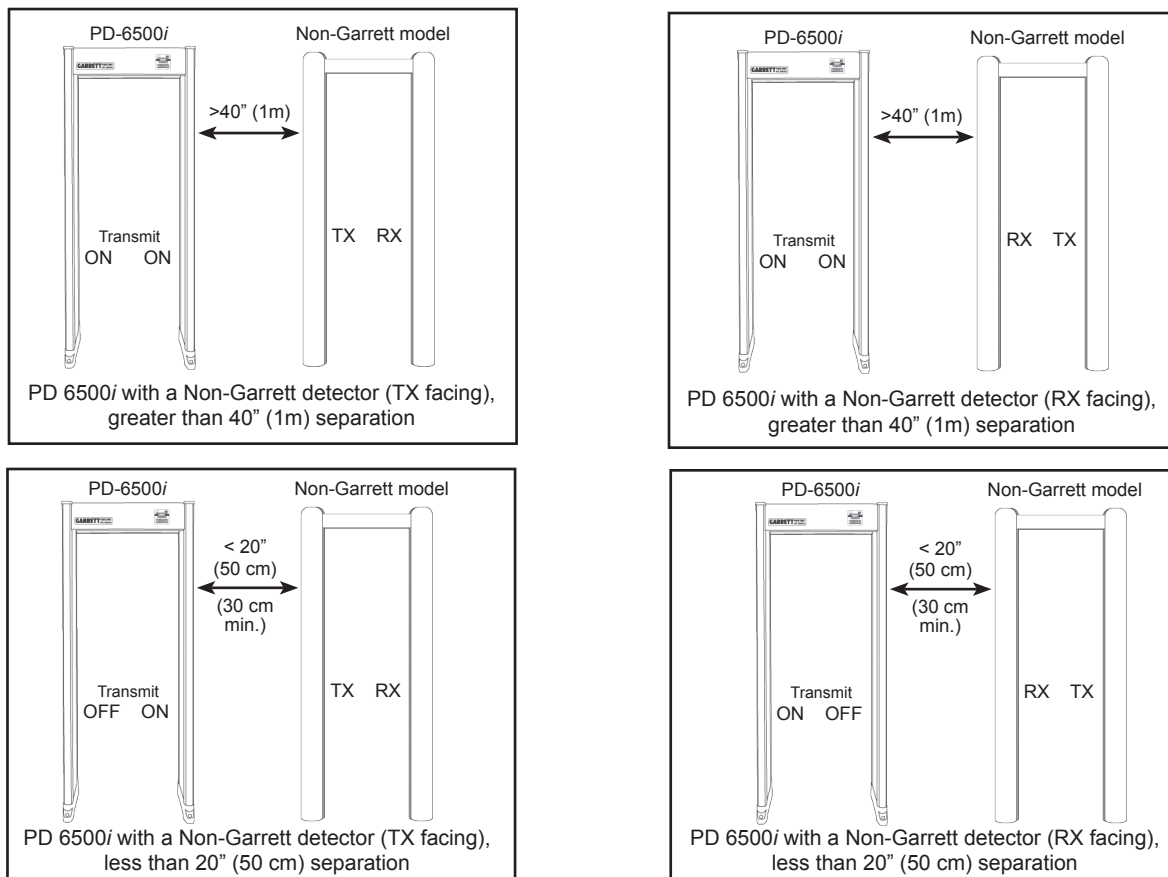 PD-6500i
Non-Garrett model
GARRETT
>40” (1m)
Transmit
ON ON
TX RX
PD 6500i with a Non-Garrett detector (TX facing),
greater than 40” (1m) separation
PD-6500i
Non-Garrett model
GARRETT
>40” (1m)
Transmit
ON ON
RX TX
PD 6500i with a Non-Garrett detector (RX facing),
greater than 40” (1m) separation
PD-6500i
Non-Garrett model
GARRETT
< 20”
(50 cm)
(30 cm
min.)
Transmit
OFF ON
TX RX
PD 6500i with a Non-Garrett detector (TX facing),
less than 20” (50 cm) separation
PD-6500i
Non-Garrett model
GARRETT
< 20”
(50 cm)
(30 cm
min.)
Transmit
ON OFF
RX TX
PD 6500i with a Non-Garrett detector (RX facing),
less than 20” (50 cm) separation